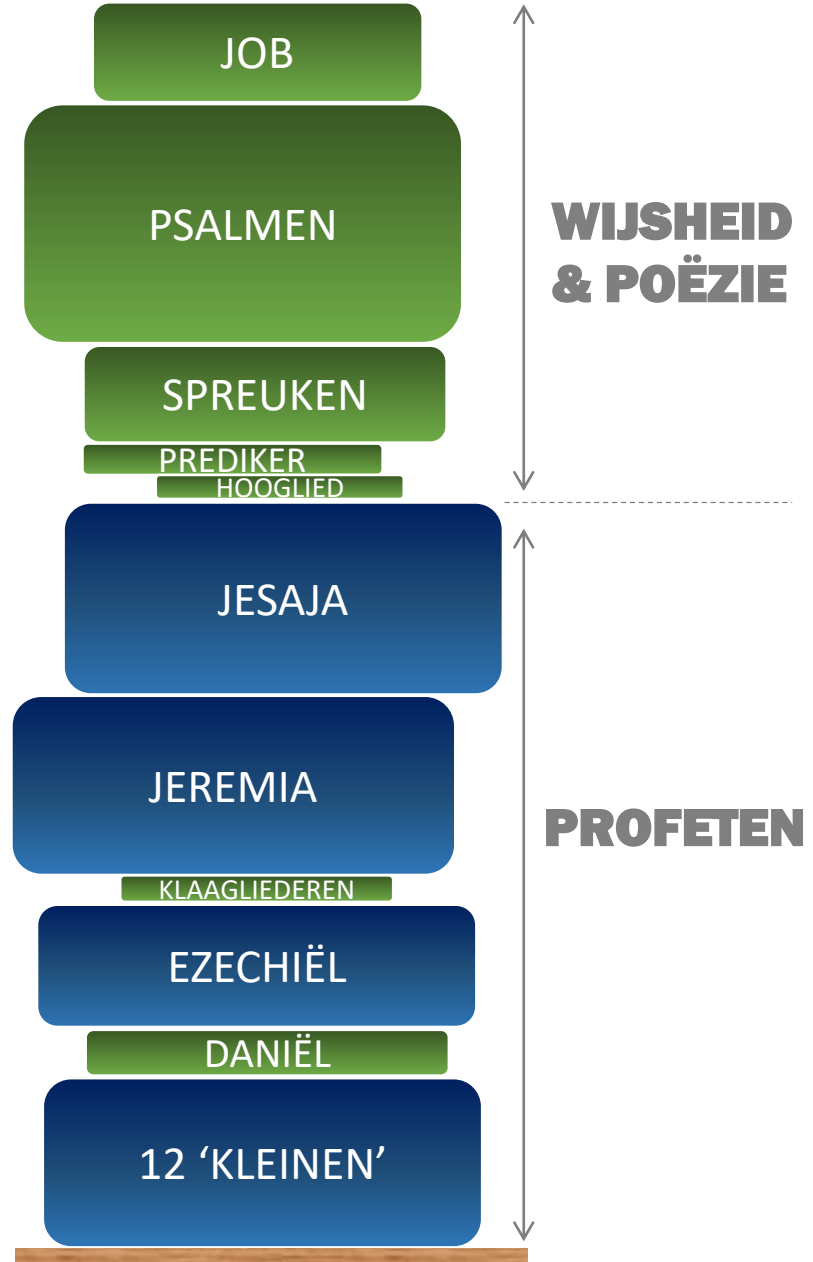 JOB
PSALMEN
SPREUKEN
PREDIKER
HOOGLIED
WIJSHEID
& POËZIE
JESAJA
JEREMIA
KLAAGLIEDEREN
EZECHIËL
DANIËL
12 ‘KLEINEN’
PROFETEN